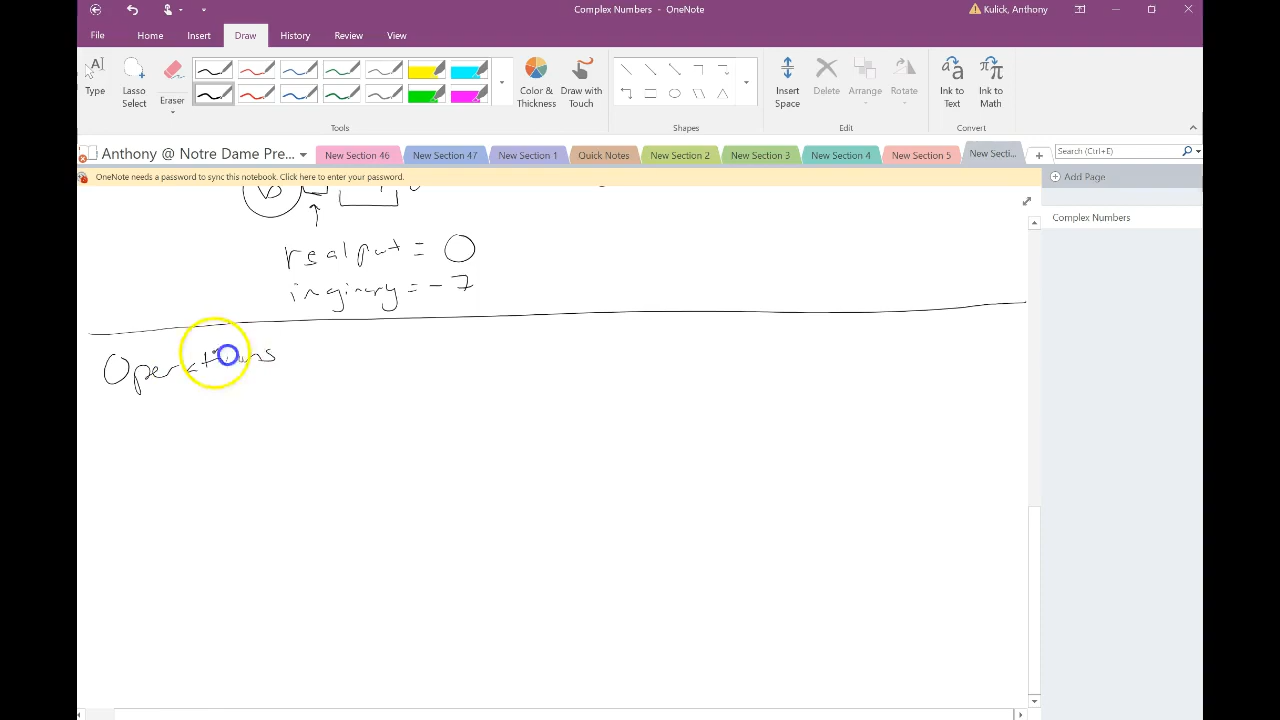 Complex Numbers - OneNote
Kulick, Anthony
File Home Insert Draw History Review View
Type
Lasso Select
Eraser
Color & Thickness
Draw with Touch
Insert Space
Delete
Arrange
Rotate
Ink to Text
Ink to Math
Tools Shapes Edit Convert
Anthony @ Notre Dame Pre... New Section 46 New Section 47 New Section 1 Quick Notes New Section 2 New Section 3 New Section 4 New Section 5 New Secti... Search (Ctrl+E)
OneNote needs a password to sync this notebook. Click here to enter your password.
Add Page
Complex Numbers
real part = 0
imginary = - 7
Operations